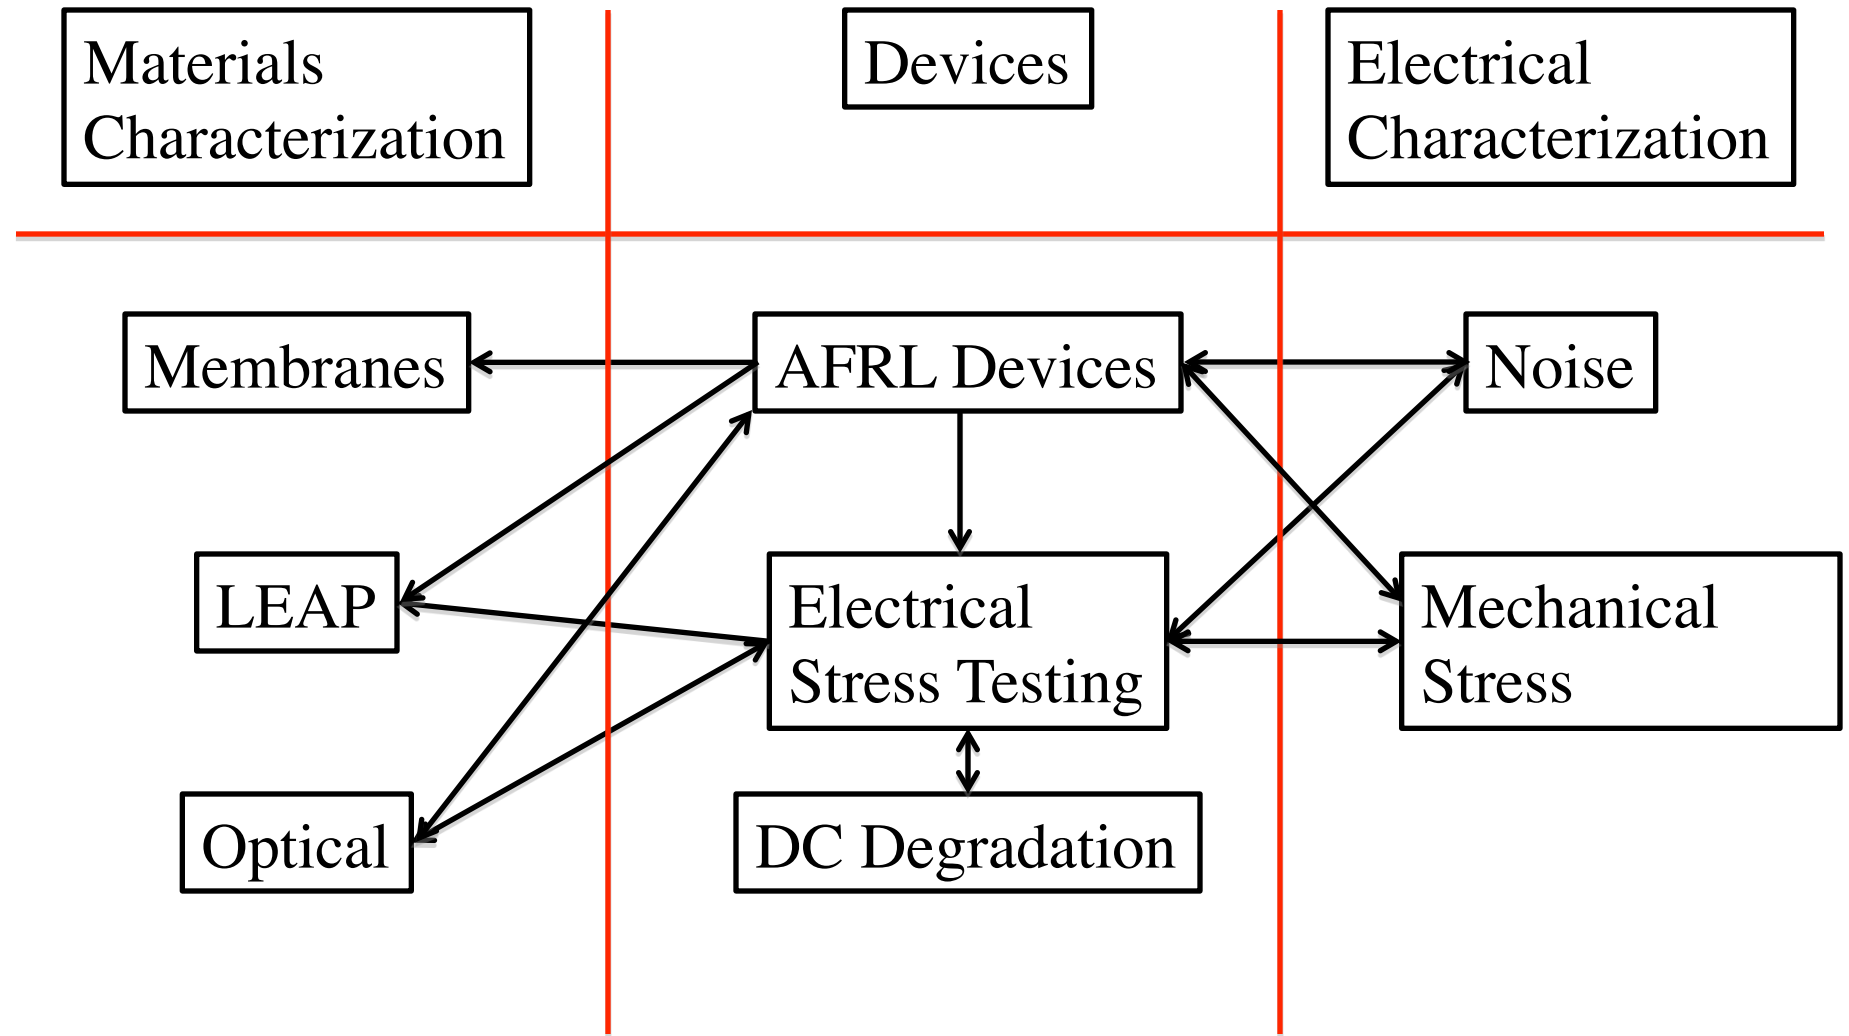 Materials
Characterization
Devices
Electrical
Characterization
Membranes
AFRL Devices
Noise
LEAP
Electrical
Stress Testing
Mechanical
Stress
Optical
DC Degradation